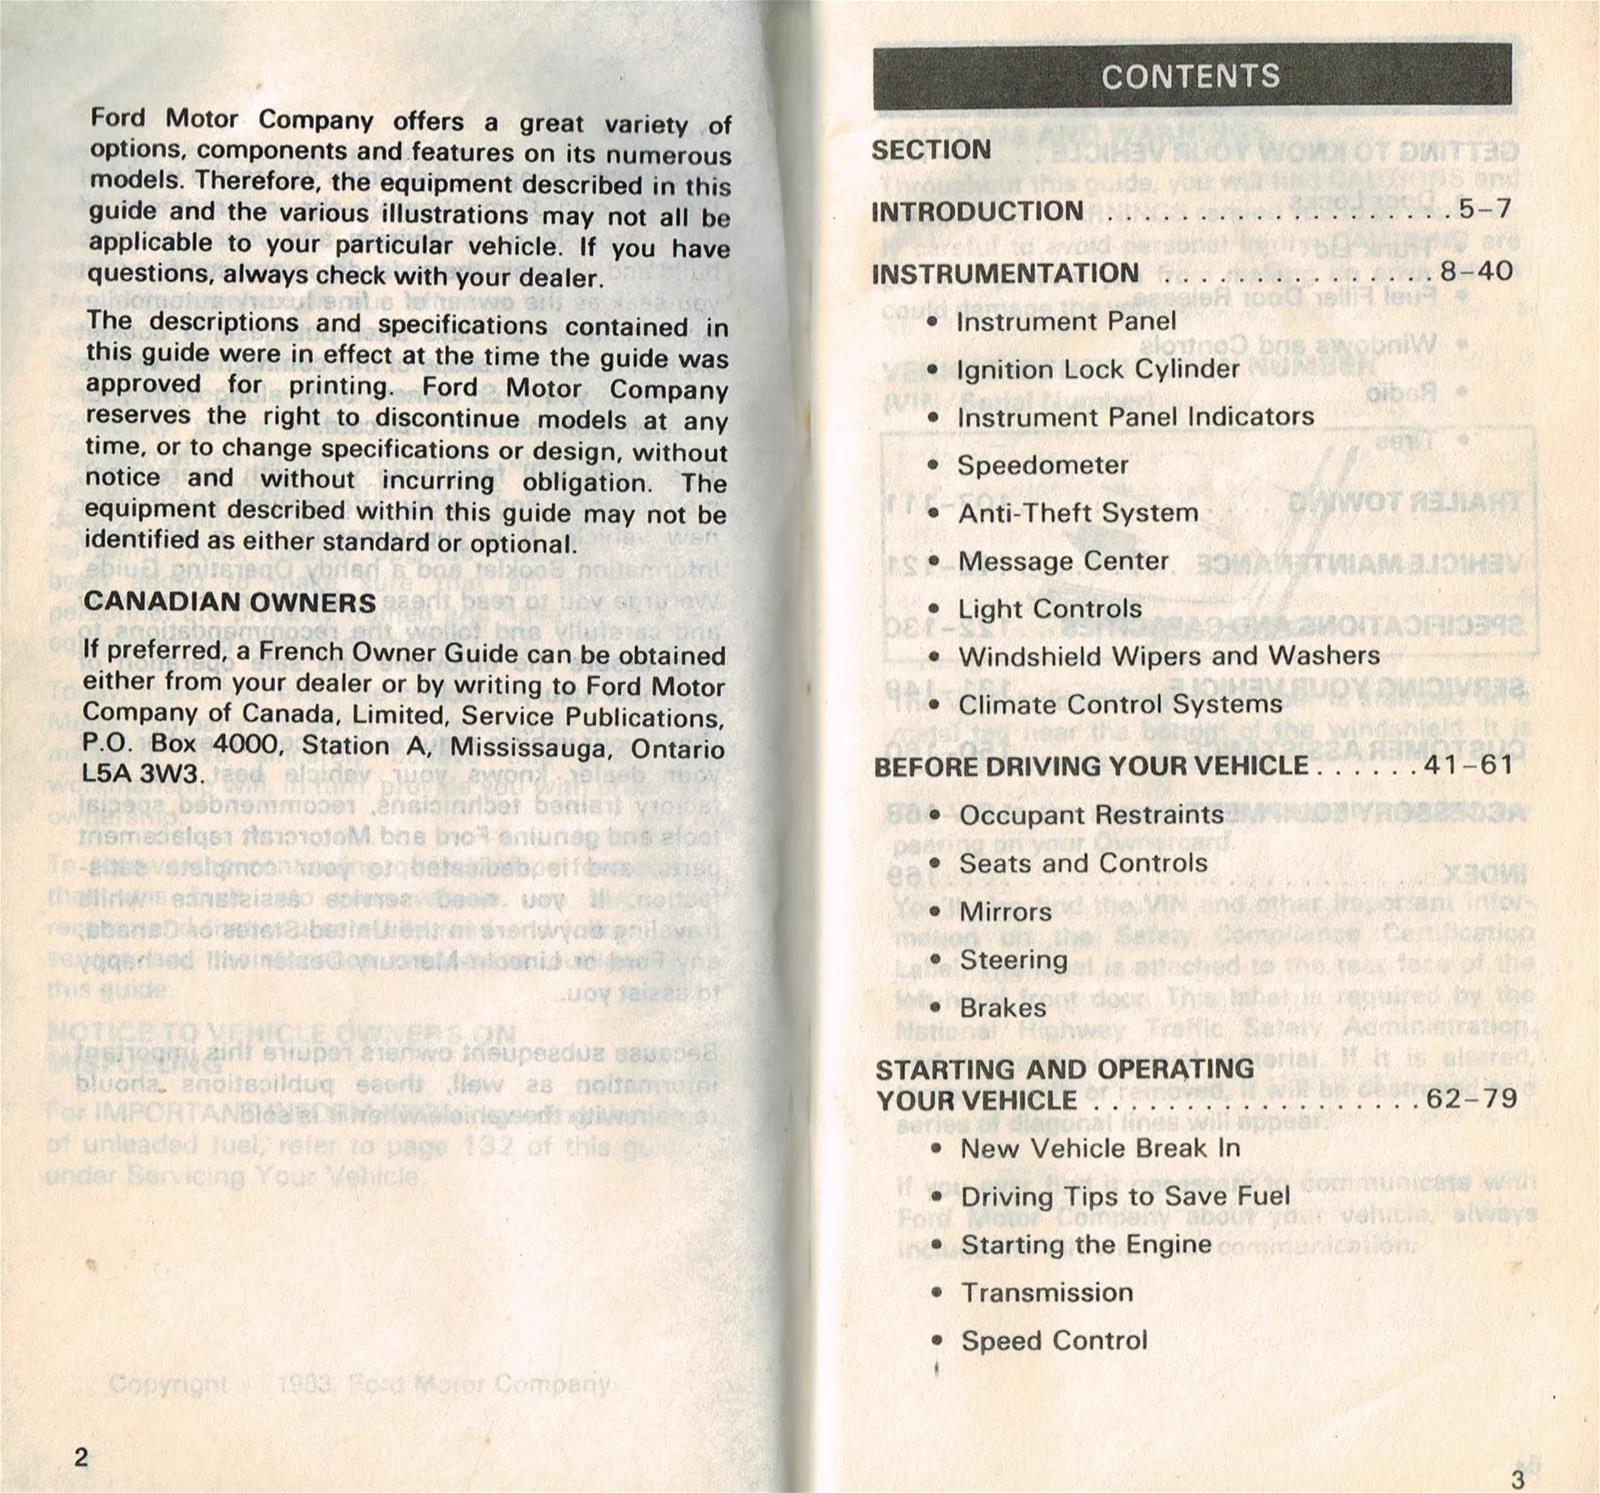 Ford Motor Company offers a great variety of
options, components and features on its numerous
models. Therefore, the equipment described in this
guide and the various illustrations may not all be
applicable to your particular vehicle. If you have
questions, always check with your dealer.
The descriptions and specifications contained in
this guide were in effect at the time the guide was
approved for printing. Ford Motor Company
reserves the right to discontinue models at any
time, or to change specifications or design, without
notice and without incurring obligation. The
equipment described within this guide may not be
identified as either standard or optional.
CANADIAN OWNERS
If preferred, a French Owner Guide can be obtained
either from your dealer or by writing to Ford Motor
Company of Canada, Limited, Service Publications,
P.O. Box 4000, Station A, Mississauga, Ontario
L5A 3W3.
Copyright 1983, Ford Motor Company
2
CONTENTS
SECTION
INTRODUCTION . . . . . . . . . . . . . . . . . . . 5–7
INSTRUMENTATION . . . . . . . . . . . . . . . 8–40
• Instrument Panel
• Ignition Lock Cylinder
• Instrument Panel Indicators
• Speedometer
• Anti-Theft System
• Message Center
• Light Controls
• Windshield Wipers and Washers
• Climate Control Systems
BEFORE DRIVING YOUR VEHICLE . . . . . . 41–61
• Occupant Restraints
• Seats and Controls
• Mirrors
• Steering
• Brakes
STARTING AND OPERATING
YOUR VEHICLE . . . . . . . . . . . . . . . . . . 62–79
• New Vehicle Break In
• Driving Tips to Save Fuel
• Starting the Engine
• Transmission
• Speed Control
3